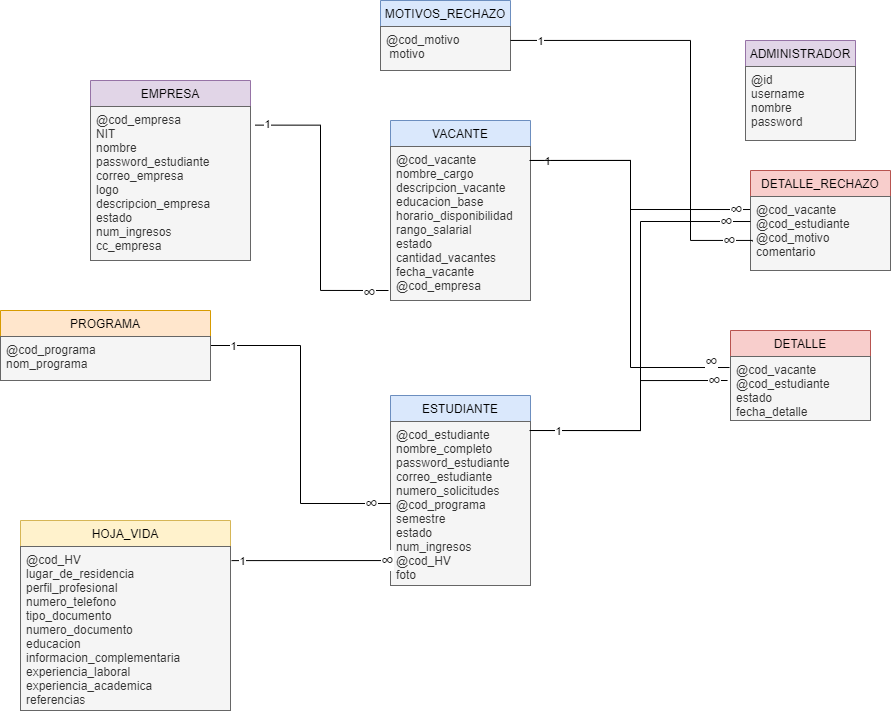 MOTIVOS_RECHAZO
@cod_motivo
motivo
1
ADMINISTRADOR
@id
username
nombre
password
EMPRESA
@cod_empresa
NIT
nombre
password_estudiante
correo_empresa
logo
descripcion_empresa
estado
num_ingresos
cc_empresa
1
∞
VACANTE
@cod_vacante
nombre_cargo
descripcion_vacante
educacion_base
horario_disponibilidad
rango_salarial
estado
cantidad_vacantes
fecha_vacante
@cod_empresa
1
DETALLE_RECHAZO
@cod_vacante
@cod_estudiante
@cod_motivo
comentario
∞
∞
∞
PROGRAMA
@cod_programa
nom_programa
1
∞
DETALLE
@cod_vacante
@cod_estudiante
estado
fecha_detalle
∞
∞
ESTUDIANTE
@cod_estudiante
nombre_completo
password_estudiante
correo_estudiante
numero_solicitudes
@cod_programa
semestre
estado
num_ingresos
@cod_HV
foto
1
HOJA_VIDA
@cod_HV
lugar_de_residencia
perfil_profesional
numero_telefono
tipo_documento
numero_documento
educacion
informacion_complementaria
experiencia_laboral
experiencia_academica
referencias
1
∞